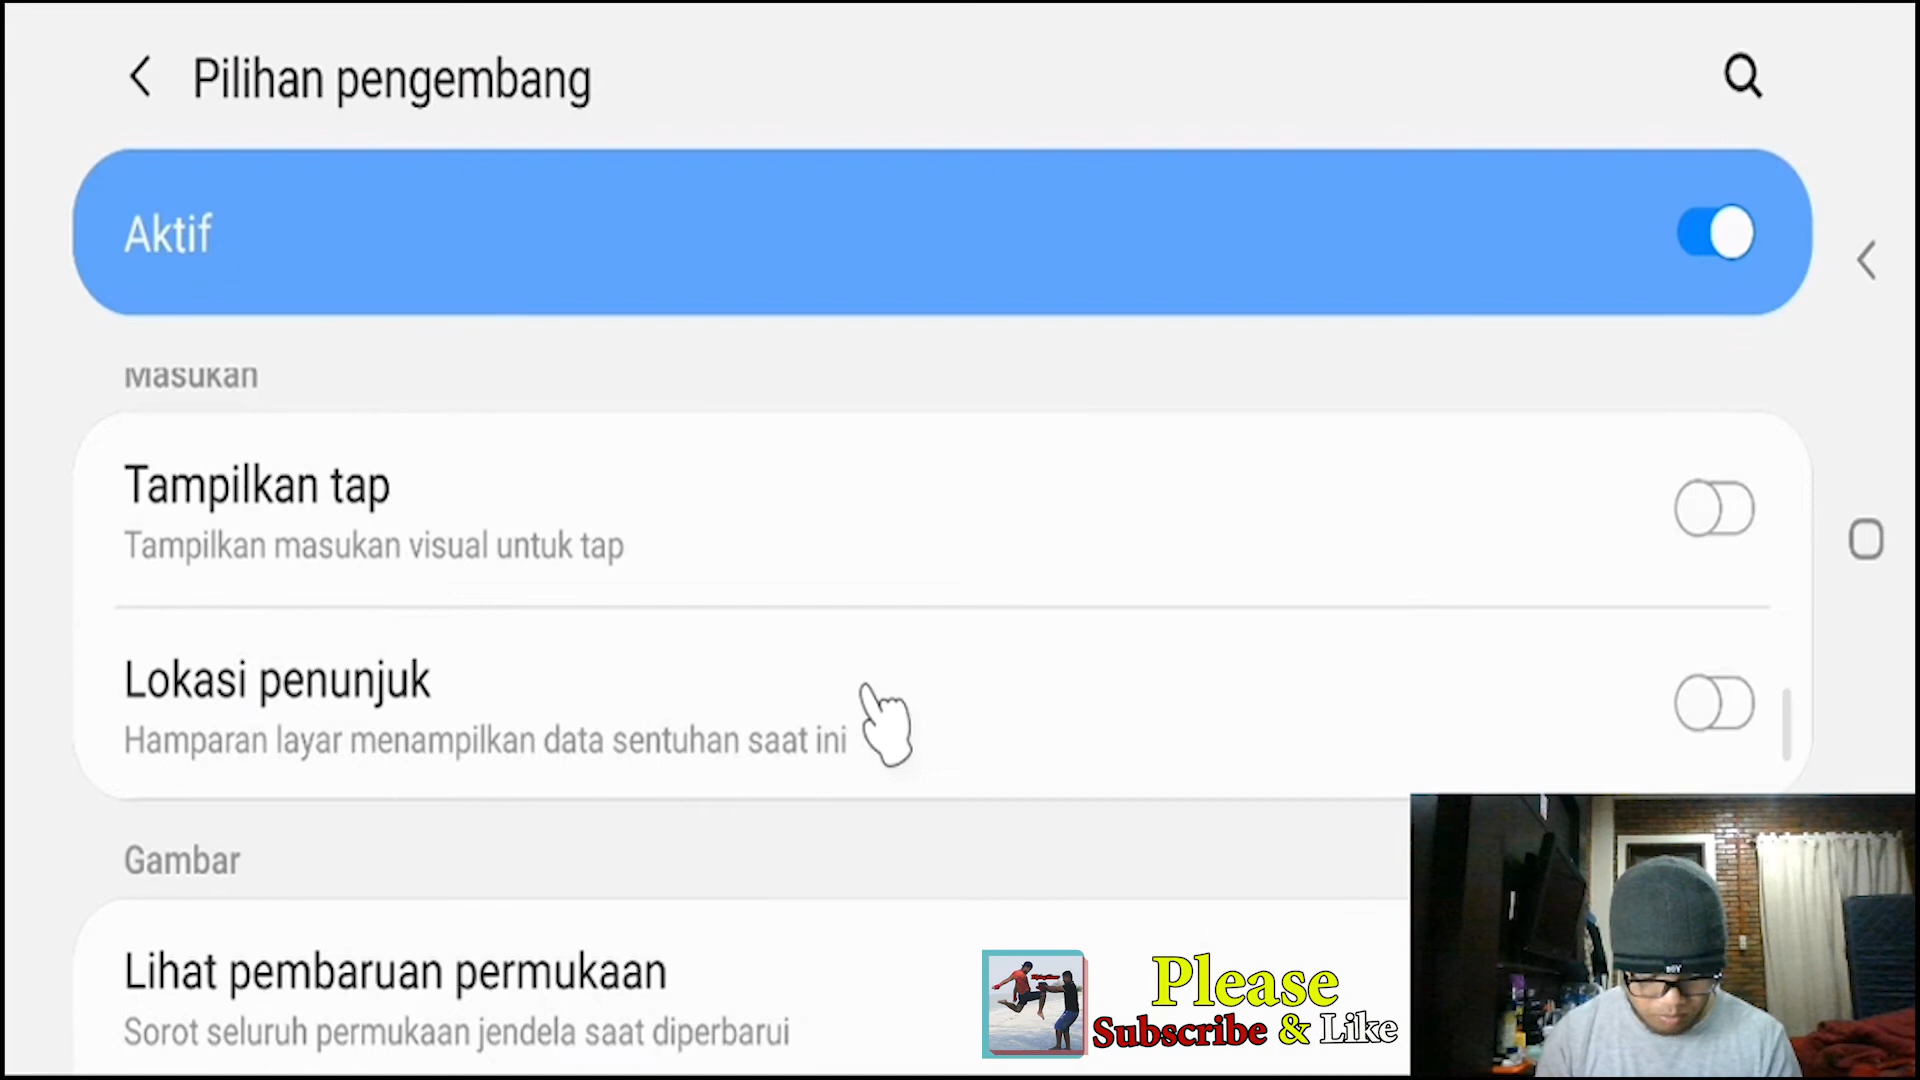 Pilihan pengembang
Aktif
Masukan
Tampilkan tap
Tampilkan masukan visual untuk tap
Lokasi penunjuk
Hamparan layar menampilkan data sentuhan saat ini
Gambar
Lihat pembaruan permukaan
Sorot seluruh permukaan jendela saat diperbarui
Please
Subscribe & Like